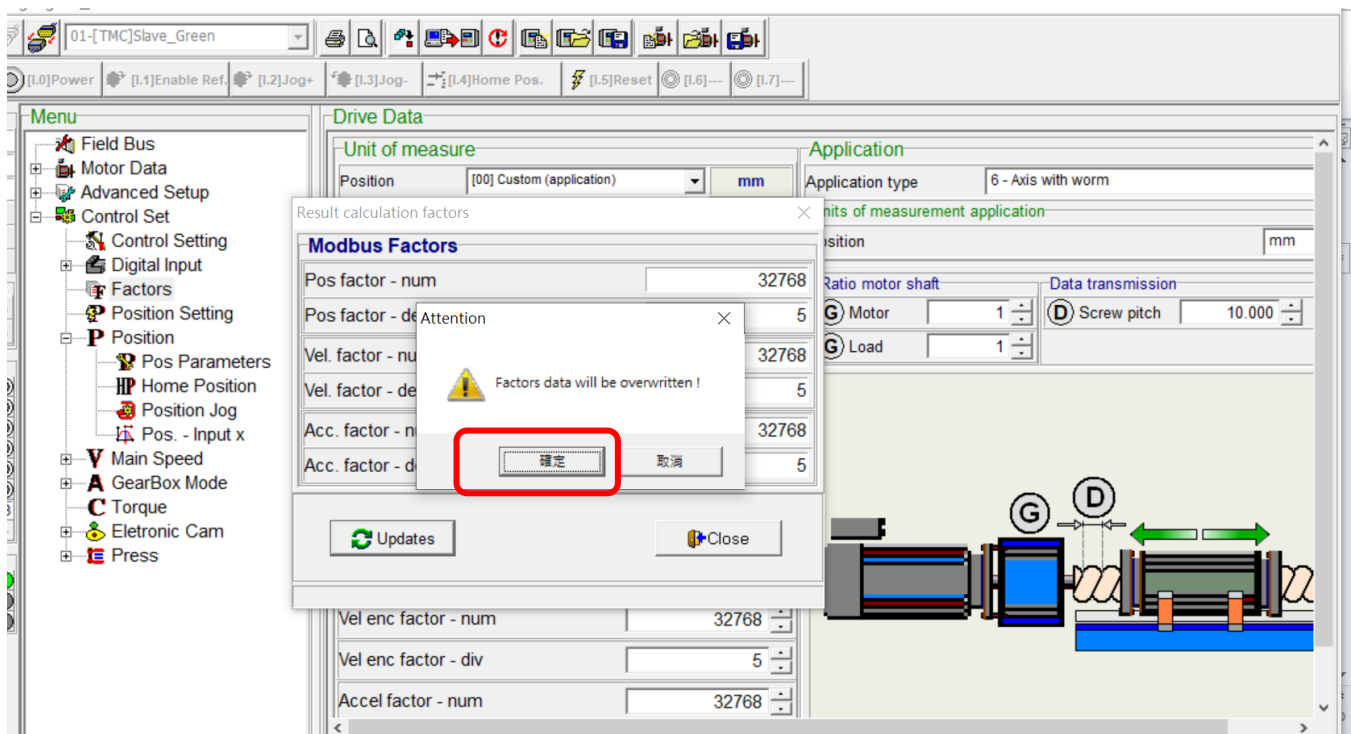 01-[TMC]Slave_Green
[I.0]Power [I.1]Enable Ref. [I.2]Jog+ [I.3]Jog- [I.4]Home Pos. [I.5]Reset [I.6]--- [I.7]---
Menu
Field Bus
Motor Data
Advanced Setup
Control Set
Control Setting
Digital Input
Factors
Position Setting
P Position
Pos Parameters
HP Home Position
Position Jog
Pos. - Input x
V Main Speed
A GearBox Mode
C Torque
Eletronic Cam
Press
Drive Data
Unit of measure
Position [00] Custom (application) mm
Application
Application type 6 - Axis with worm
nits of measurement application
sition mm
Ratio motor shaft
G Motor 1
G Load 1
Data transmission
D Screw pitch 10.000
Result calculation factors
Modbus Factors
Pos factor - num 32768
Pos factor - de 5
Vel. factor - nu 32768
Vel. factor - de 5
Acc. factor - n 32768
Acc. factor - d 5
Attention
Factors data will be overwritten !
確定 取消
Updates Close
Vel enc factor - num 32768
Vel enc factor - div 5
Accel factor - num 32768
G D